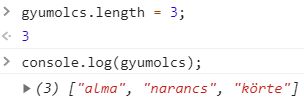 > gyumolcs.length = 3;
< 3
> console.log(gyumolcs);
▶ (3) ["alma", "narancs", "körte"]